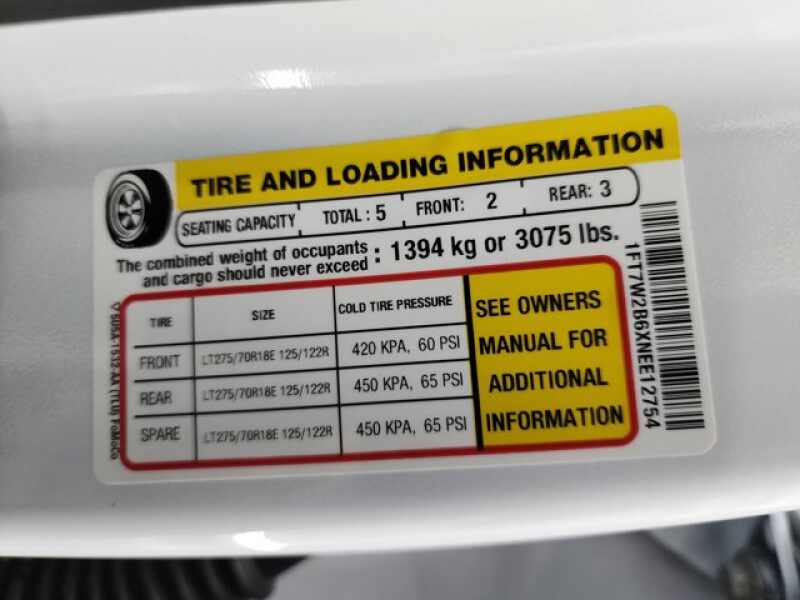 TIRE AND LOADING INFORMATION
SEATING CAPACITY TOTAL : 5 FRONT: 2 REAR: 3
The combined weight of occupants
and cargo should never exceed : 1394 kg or 3075 lbs.
TIRE SIZE COLD TIRE PRESSURE
FRONT LT275/70R18E 125/122R 420 KPA, 60 PSI
REAR LT275/70R18E 125/122R 450 KPA, 65 PSI
SPARE LT275/70R18E 125/122R 450 KPA, 65 PSI
SEE OWNERS
MANUAL FOR
ADDITIONAL
INFORMATION
1FT7W2B6XNEE12754